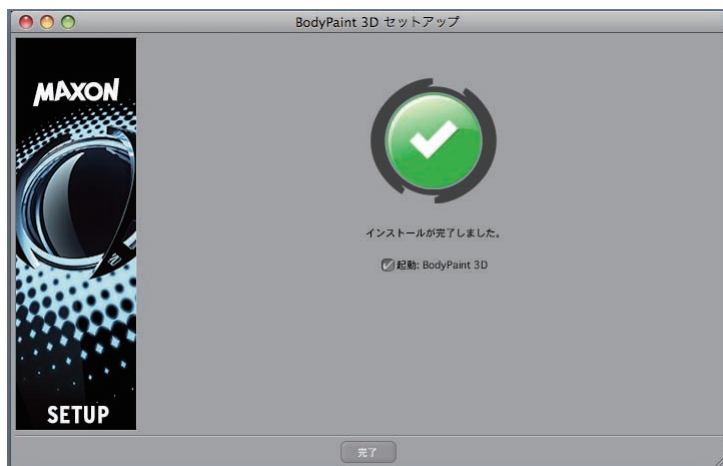 BodyPaint 3D セットアップ
MAXON
インストールが完了しました。
起動: BodyPaint 3D
SETUP
完了